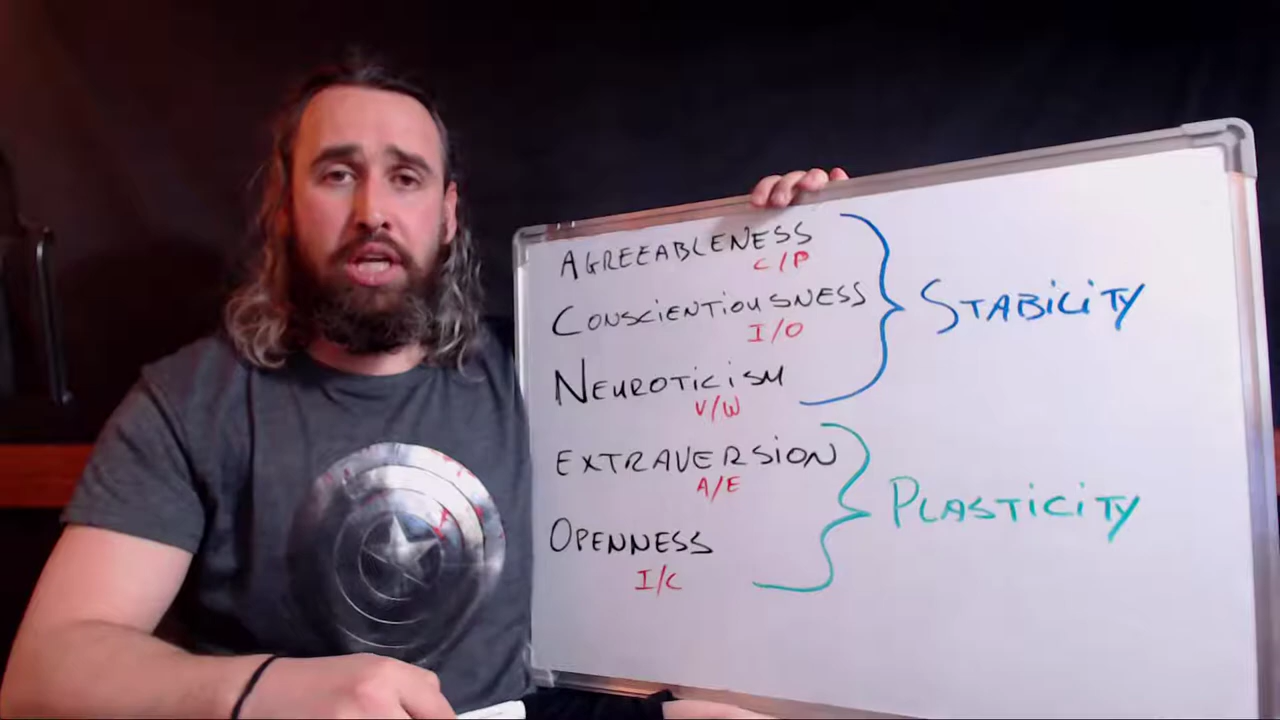 AGREEABLENESS
C/P
CONSCIENTIOUSNESS
I/O
STABILITY
NEUROTICISM
V/W
EXTRAVERSION
A/E
PLASTICITY
OPENNESS
I/C